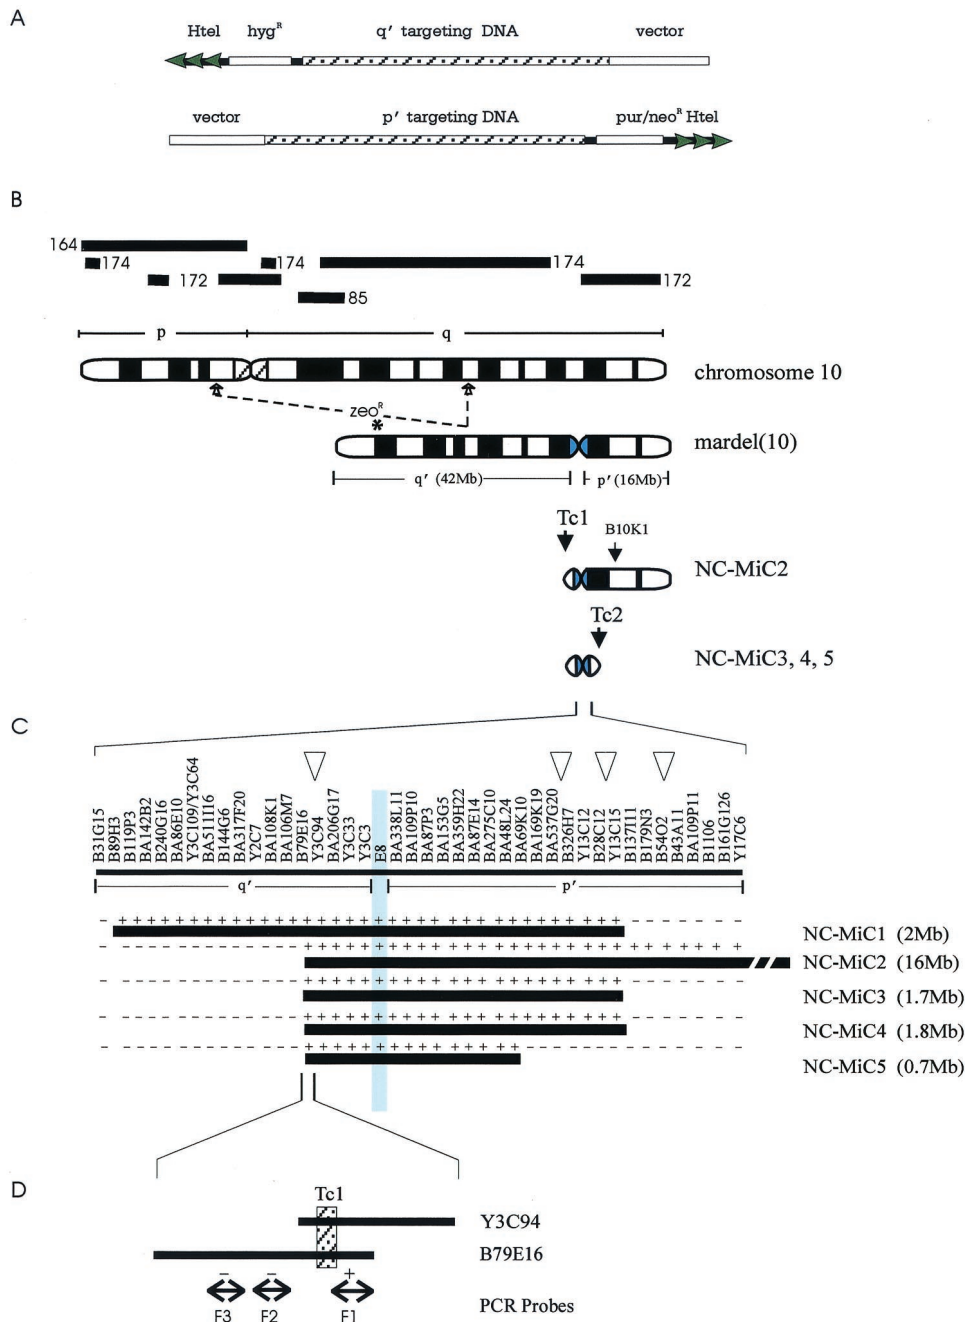 A
Htel hygR q' targeting DNA vector
vector p' targeting DNA pur/neoR Htel
B
164
174 174 174
172 172
85
p q
chromosome 10
zeoR
*
mardel(10)
q' (42Mb) p' (16Mb)
Tc1
B10K1
NC-MiC2
Tc2
NC-MiC3, 4, 5
C
B31G15
B89H3
B119P3
BA142B2
B240G16
BA86E10
Y3C109/Y3C64
BA511I16
B144G6
BA317F20
Y2C7
BA108K1
BA106M7
B79E16
Y3C94
BA206G17
Y3C33
Y3C3
E8
BA338L11
BA109P10
BA87P3
BA153G5
BA359H22
BA87E14
BA275C10
BA48L24
BA69K10
BA169K19
BA537G20
B326H7
Y13C12
B28C12
Y13C15
B137I11
B179N3
B54O2
B43A11
BA109P11
B1106
B161G126
Y17C6
q' p'
NC-MiC1 (2Mb)
NC-MiC2 (16Mb)
NC-MiC3 (1.7Mb)
NC-MiC4 (1.8Mb)
NC-MiC5 (0.7Mb)
D
Tc1
Y3C94
B79E16
− − +
F3 F2 F1
PCR Probes